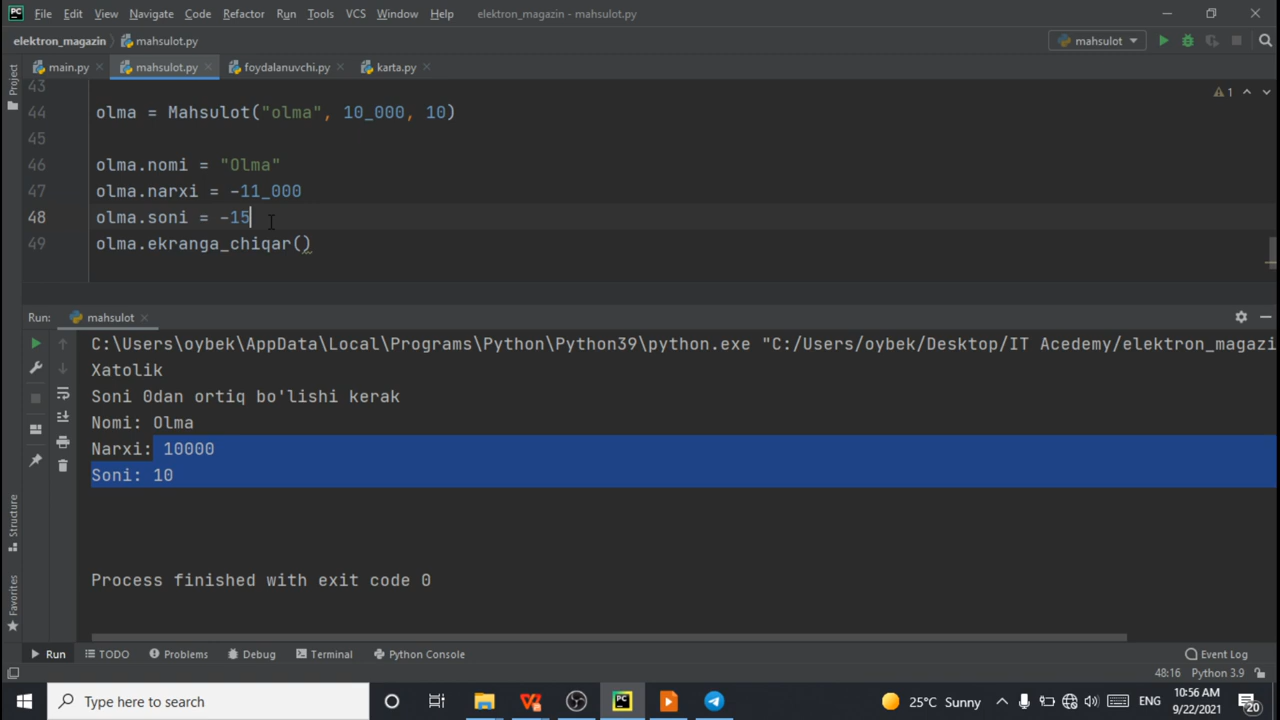 File Edit View Navigate Code Refactor Run Tools VCS Window Help elektron_magazin - mahsulot.py
elektron_magazin mahsulot.py mahsulot
main.py mahsulot.py foydalanuvchi.py karta.py
Project
43
44 olma = Mahsulot("olma", 10_000, 10) 1
45
46 olma.nomi = "Olma"
47 olma.narxi = -11_000
48 olma.soni = -15
49 olma.ekranga_chiqar()
Run: mahsulot
C:\Users\oybek\AppData\Local\Programs\Python\Python39\python.exe "C:/Users/oybek/Desktop/IT Acedemy/elektron_magazi
Xatolik
Soni 0dan ortiq bo'lishi kerak
Nomi: Olma
Narxi: 10000
Soni: 10
Process finished with exit code 0
Structure
Favorites
Run TODO Problems Debug Terminal Python Console Event Log
48:16 Python 3.9
Type here to search 25°C Sunny ENG 10:56 AM
9/22/2021 20